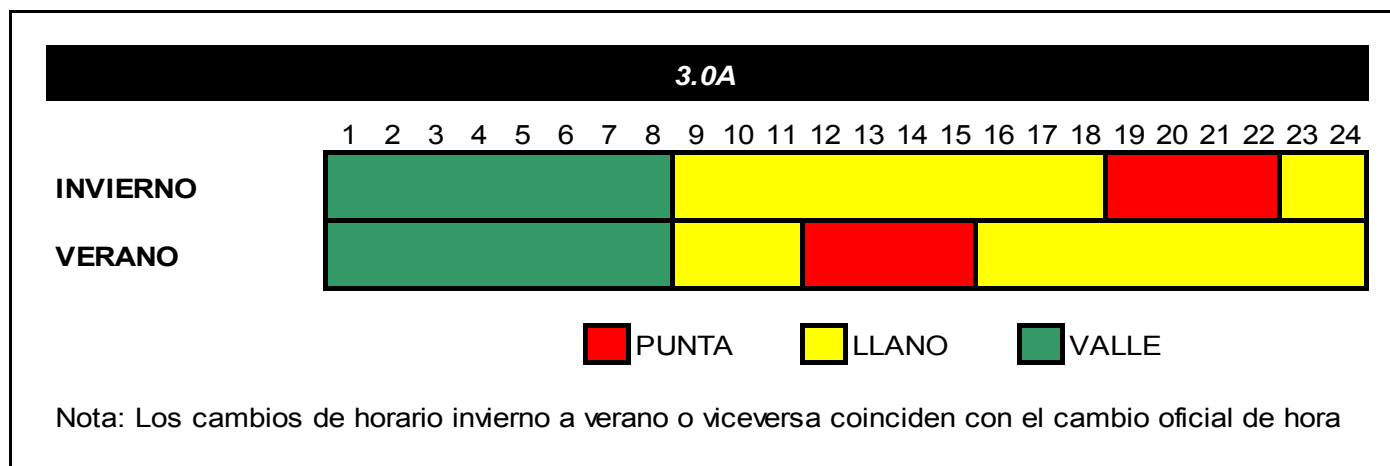 3.0A
1 2 3 4 5 6 7 8 9 10 11 12 13 14 15 16 17 18 19 20 21 22 23 24
INVIERNO
VERANO
PUNTA LLANO VALLE
Nota: Los cambios de horario invierno a verano o viceversa coinciden con el cambio oficial de hora